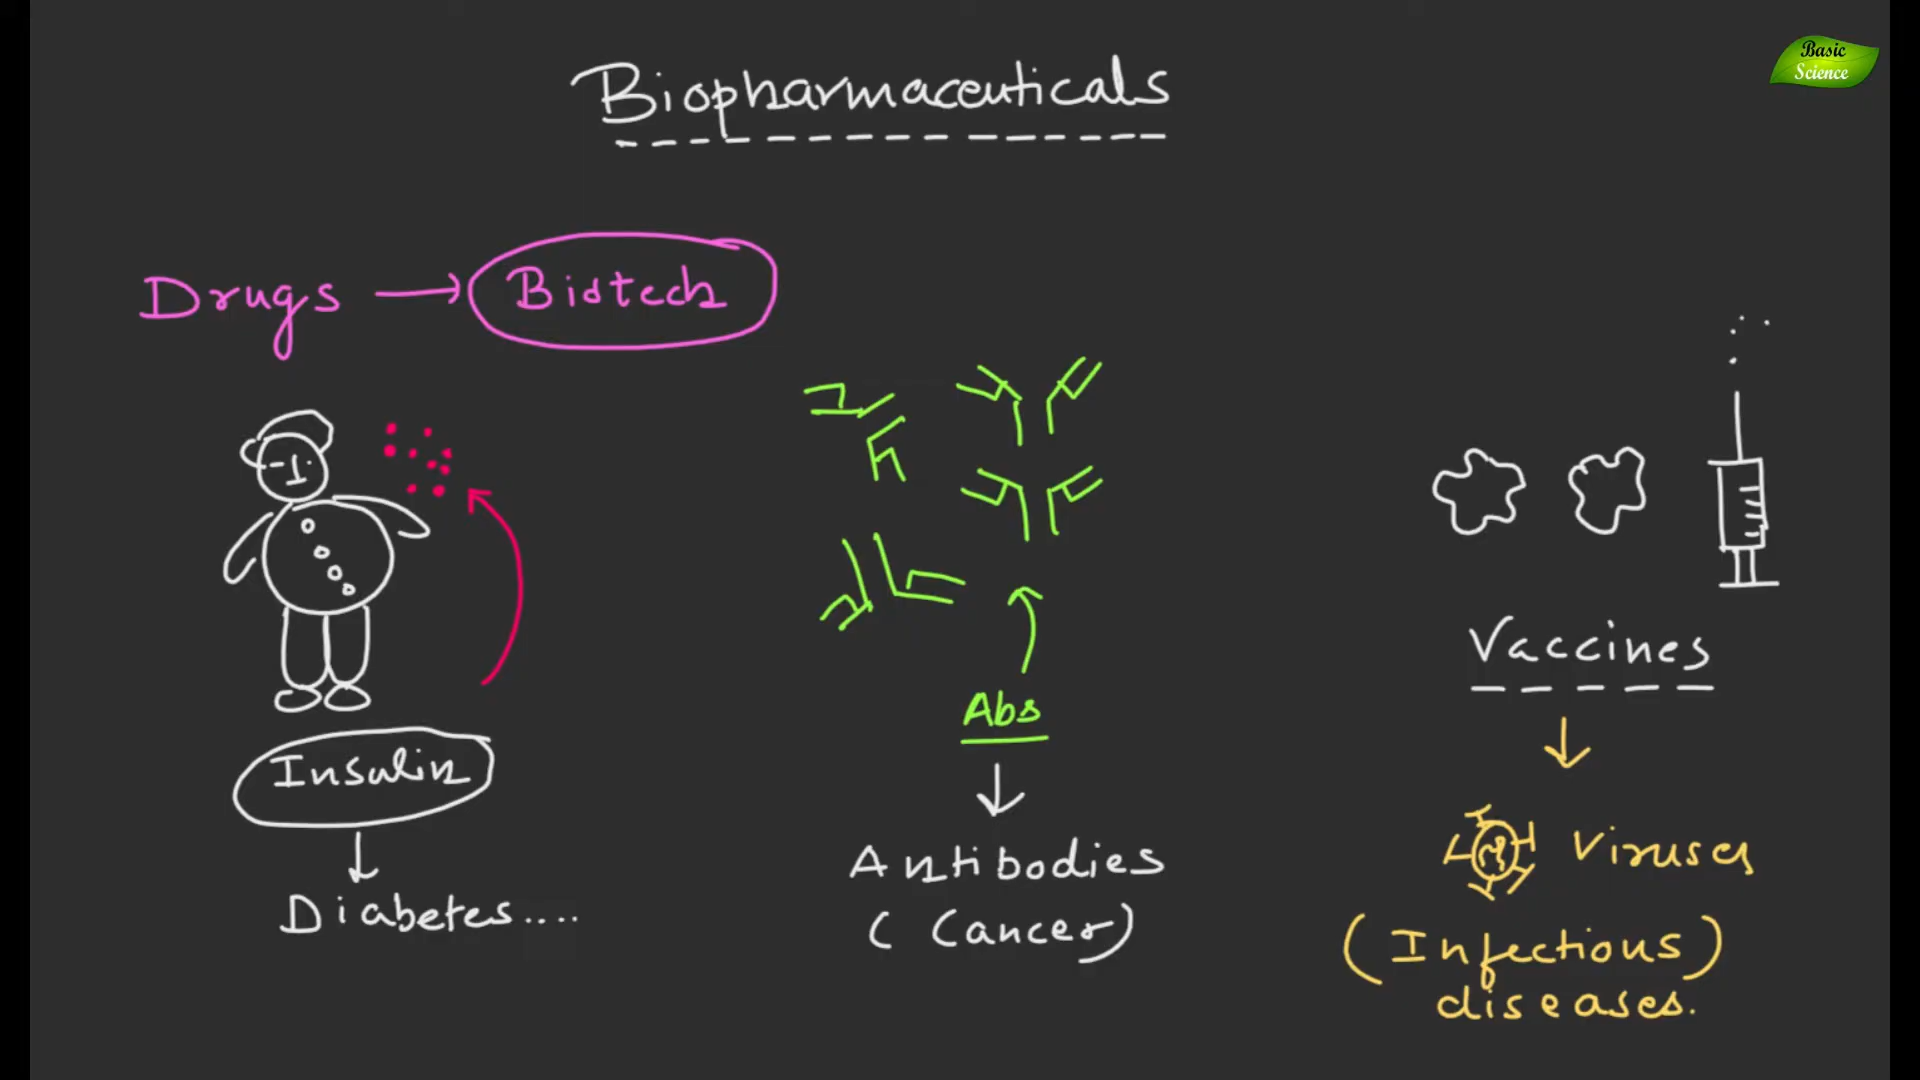 Basic
Science
Biopharmaceuticals
Drugs → Biotech
Insulin
Diabetes....
Abs
Antibodies
(Cancer)
Vaccines
Viruses
(Infectious)
diseases.